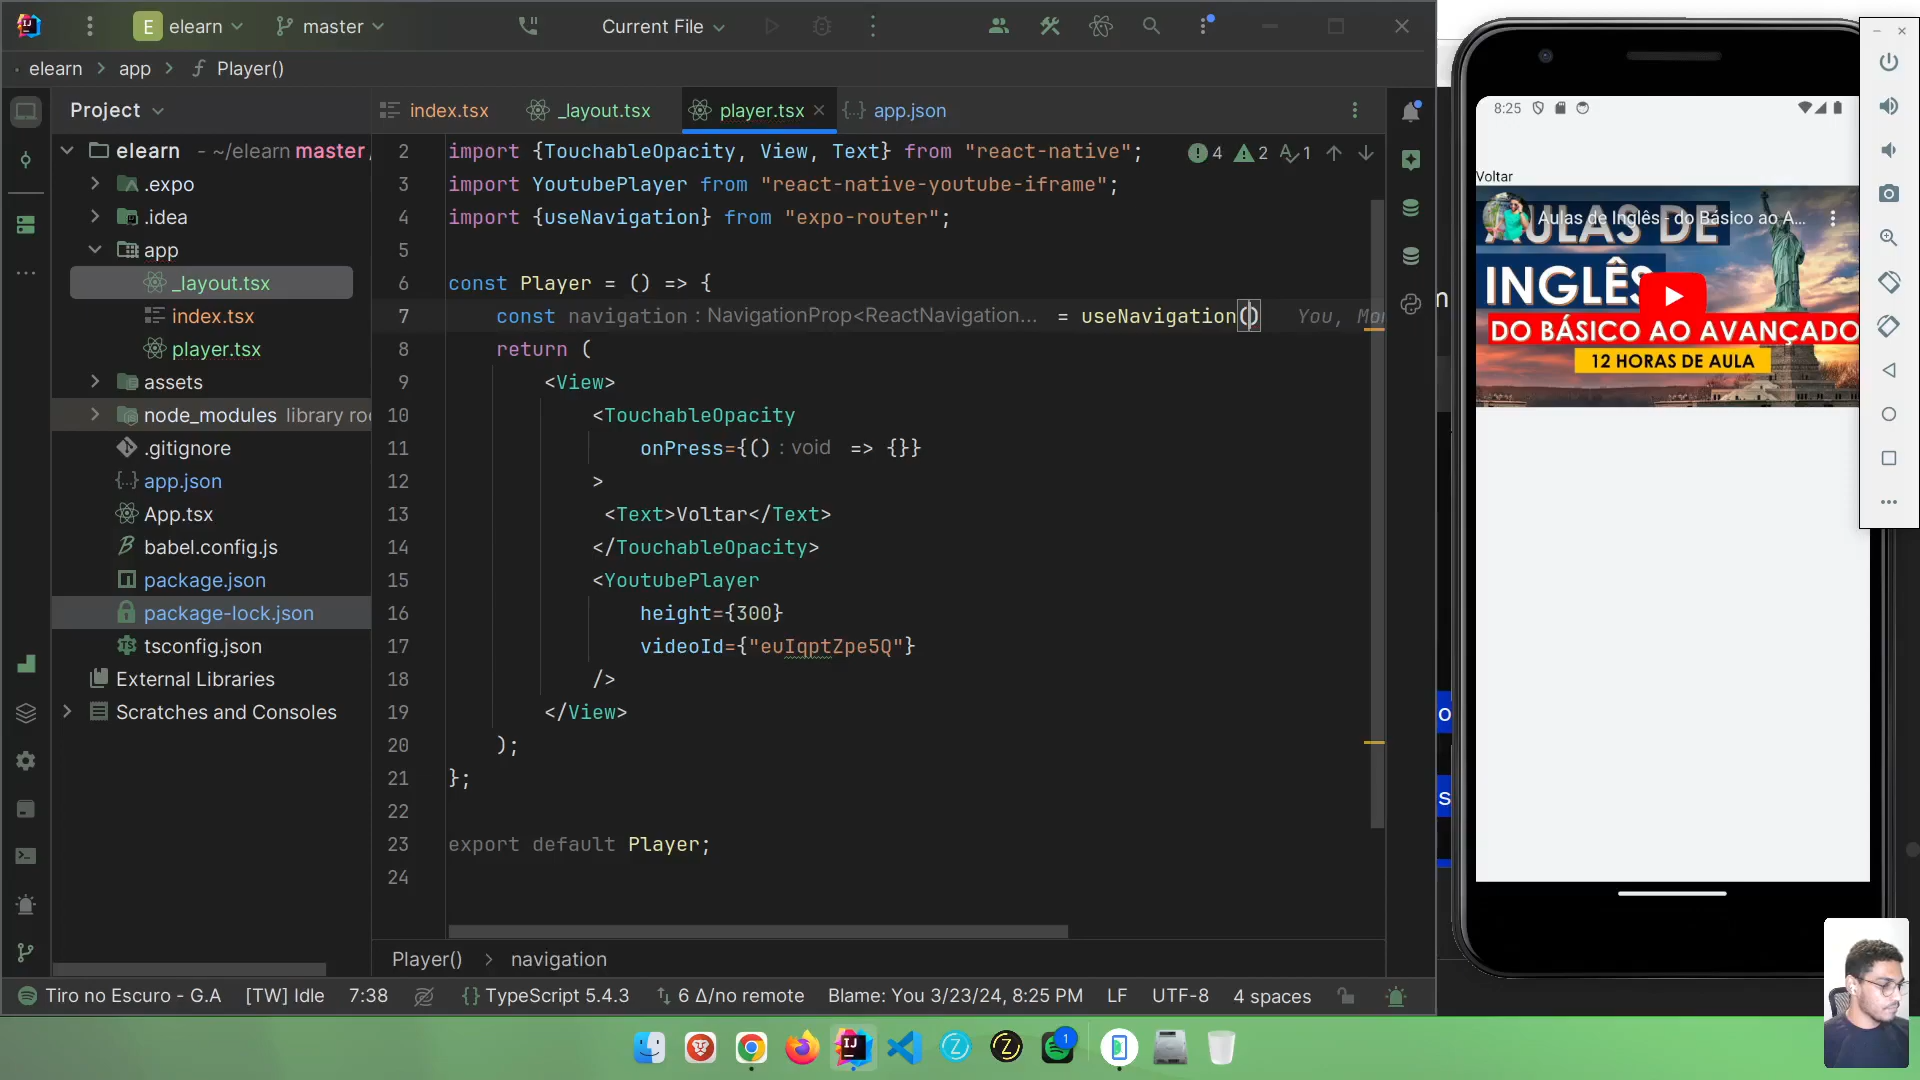 E elearn
master
Current File
elearn > app > Player()
Project
index.tsx
_layout.tsx
player.tsx
app.json
elearn - ~/elearn master
.expo
.idea
app
_layout.tsx
index.tsx
player.tsx
assets
node_modules library ro
.gitignore
app.json
App.tsx
babel.config.js
package.json
package-lock.json
tsconfig.json
External Libraries
Scratches and Consoles
4 2 1
2 import {TouchableOpacity, View, Text} from "react-native";
3 import YoutubePlayer from "react-native-youtube-iframe";
4 import {useNavigation} from "expo-router";
5
6 const Player = () => {
7 const navigation : NavigationProp<ReactNavigation... = useNavigation() You, Mo
8 return (
9 <View>
10 <TouchableOpacity
11 onPress={() : void => {}}
12 >
13 <Text>Voltar</Text>
14 </TouchableOpacity>
15 <YoutubePlayer
16 height={300}
17 videoId={"euIqptZpe5Q"}
18 />
19 </View>
20 );
21 };
22
23 export default Player;
24
Player() > navigation
Tiro no Escuro - G.A
[TW] Idle
7:38
TypeScript 5.4.3
6 Δ/no remote
Blame: You 3/23/24, 8:25 PM
LF
UTF-8
4 spaces
8:25
Voltar
Aulas de Inglês - do Básico ao A...
AULAS DE
INGLÊS
DO BÁSICO AO AVANÇADO
12 HORAS DE AULA
m
o
s
IJ
Z
Z
1